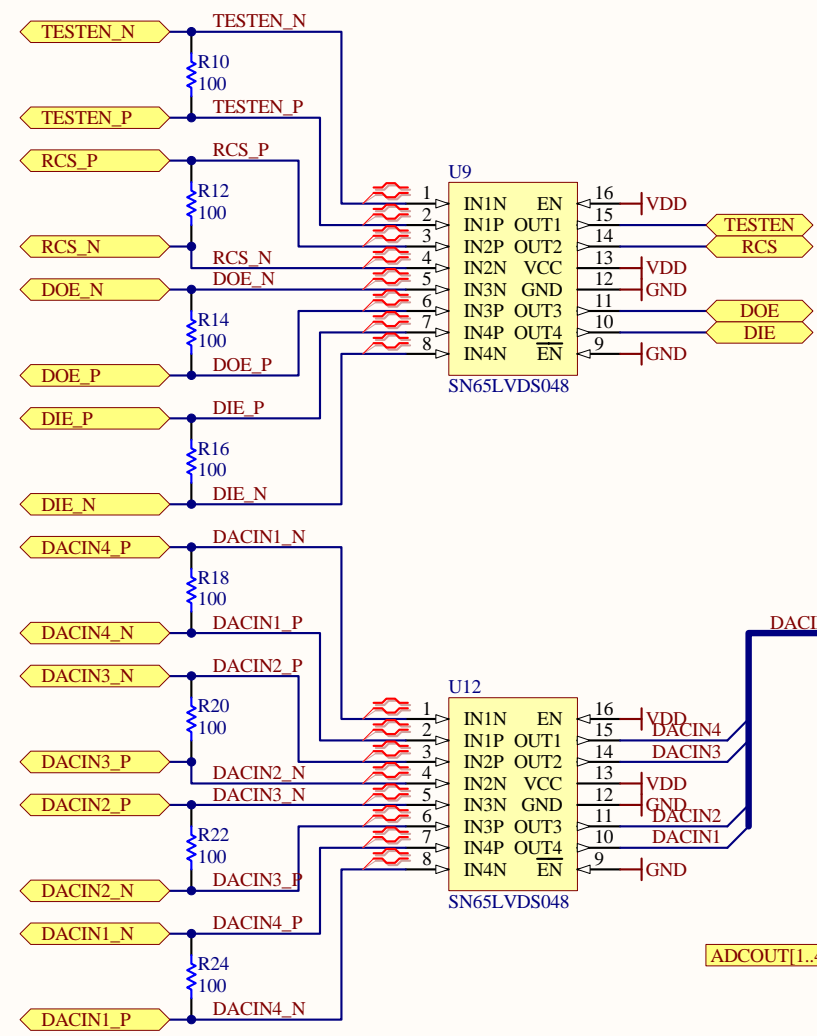 TESTEN_N
TESTEN_N
R10
100
TESTEN_P
TESTEN_P
RCS_P
RCS_P
R12
100
RCS_N
RCS_N
DOE_N
DOE_N
R14
100
DOE_P
DOE_P
DIE_P
DIE_P
R16
100
DIE_N
DIE_N
U9
1 IN1N EN 16 VDD
2 IN1P OUT1 15 TESTEN
3 IN2P OUT2 14 RCS
4 IN2N VCC 13 VDD
5 IN3N GND 12 GND
6 IN3P OUT3 11 DOE
7 IN4P OUT4 10 DIE
8 IN4N EN 9 GND
SN65LVDS048
DACIN4_P
DACIN1_N
R18
100
DACIN4_N
DACIN1_P
DACIN3_N
DACIN2_P
R20
100
DACIN3_P
DACIN2_N
DACIN2_P
DACIN3_N
R22
100
DACIN2_N
DACIN3_P
DACIN1_N
DACIN4_P
R24
100
DACIN1_P
DACIN4_N
DACI
U12
1 IN1N EN 16 VDD
2 IN1P OUT1 15 DACIN4
3 IN2P OUT2 14 DACIN3
4 IN2N VCC 13 VDD
5 IN3N GND 12 GND
6 IN3P OUT3 11 DACIN2
7 IN4P OUT4 10 DACIN1
8 IN4N EN 9 GND
SN65LVDS048
ADCOUT[1..4